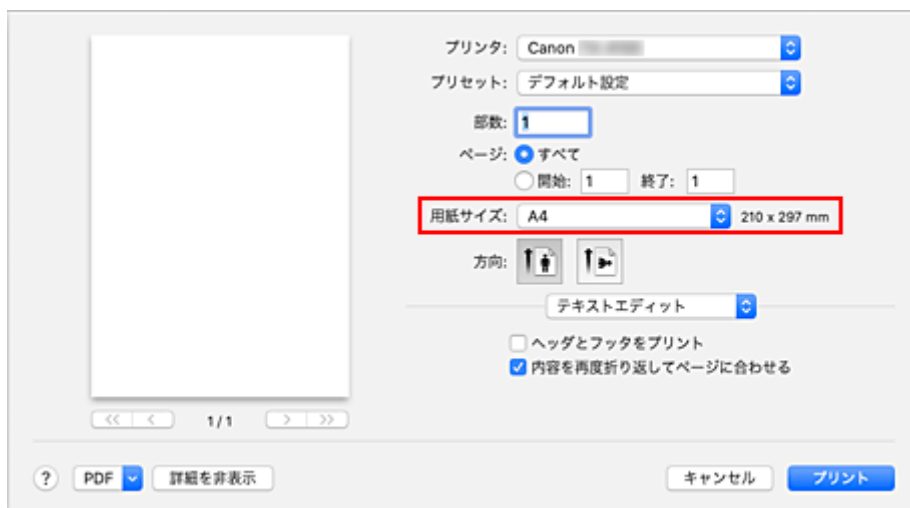 プリンタ: Canon
プリセット: デフォルト設定
部数: 1
ページ: すべて
開始: 1 終了: 1
用紙サイズ: A4 210 x 297 mm
方向:
テキストエディット
ヘッダとフッタをプリント
内容を再度折り返してページに合わせる
<< < 1/1 > >>
? PDF 詳細を非表示 キャンセル プリント